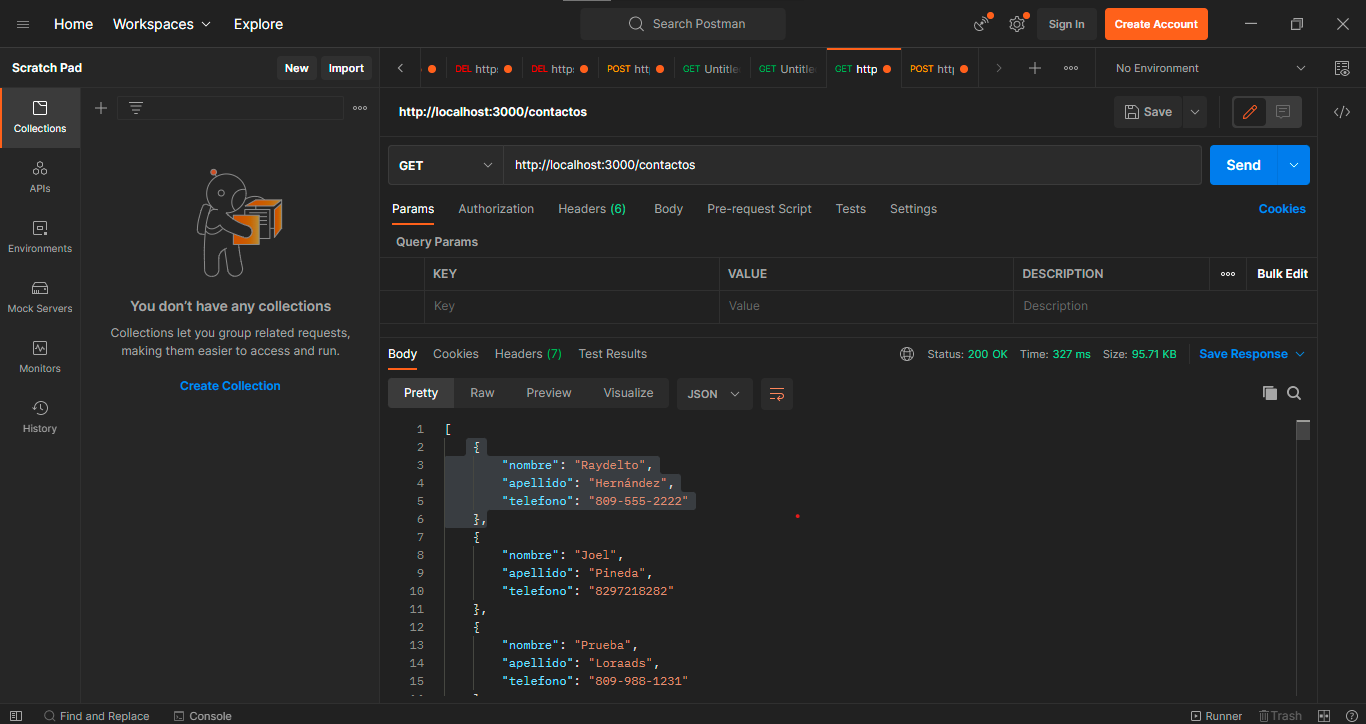 Home Workspaces Explore Search Postman Sign In Create Account
Scratch Pad New Import DEL https DEL https POST htt GET Untitle GET Untitle GET http POST htt No Environment
Collections
http://localhost:3000/contactos Save
GET http://localhost:3000/contactos Send
APIs
Params Authorization Headers (6) Body Pre-request Script Tests Settings Cookies
Environments
Query Params
KEY VALUE DESCRIPTION Bulk Edit
Key Value Description
Mock Servers
You don't have any collections
Collections let you group related requests,
making them easier to access and run.
Create Collection
Monitors
History
Body Cookies Headers (7) Test Results Status: 200 OK Time: 327 ms Size: 95.71 KB Save Response
Pretty Raw Preview Visualize JSON
1 [
2 {
3 "nombre": "Raydelto",
4 "apellido": "Hernández",
5 "telefono": "809-555-2222"
6 },
7 {
8 "nombre": "Joel",
9 "apellido": "Pineda",
10 "telefono": "8297218282"
11 },
12 {
13 "nombre": "Prueba",
14 "apellido": "Loraads",
15 "telefono": "809-988-1231"
Find and Replace Console Runner Trash